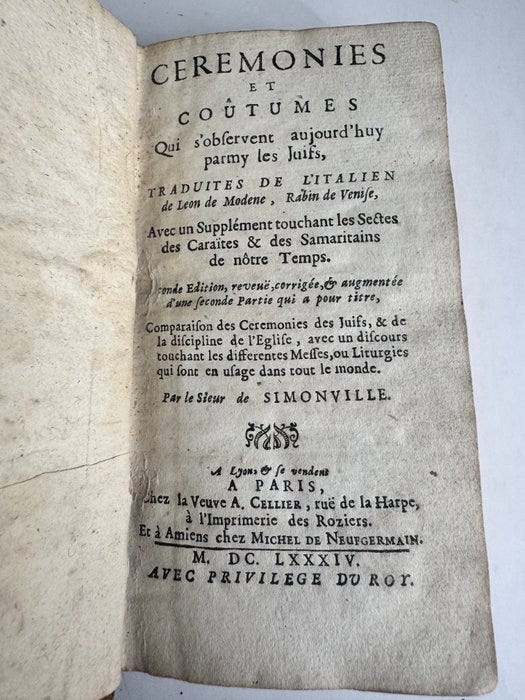 CEREMONIES
ET
COÛTUMES
Qui s'observent aujourd'huy
parmy les Juifs,
TRADUITES DE L'ITALIEN
de Leon de Modene, Rabin de Venise,
Avec un Supplément touchant les Sectes
des Caraïtes & des Samaritains
de nôtre Temps.
conde Edition, reveuë, corrigée, & augmentée
d'une seconde Partie qui a pour titre,
Comparaison des Ceremonies des Juifs, & de
la discipline de l'Eglise, avec un discours
touchant les differentes Messes, ou Liturgies
qui sont en usage dans tout le monde.
Par le Sieur de SIMONVILLE.
A Lyon, & se vendent
A PARIS,
Chez la Veuve A. CELLIER, ruë de la Harpe,
à l'Imprimerie des Roziers.
Et à Amiens chez MICHEL DE NEUFGERMAIN.
M. DC. LXXXIV.
AVEC PRIVILEGE DU ROY.